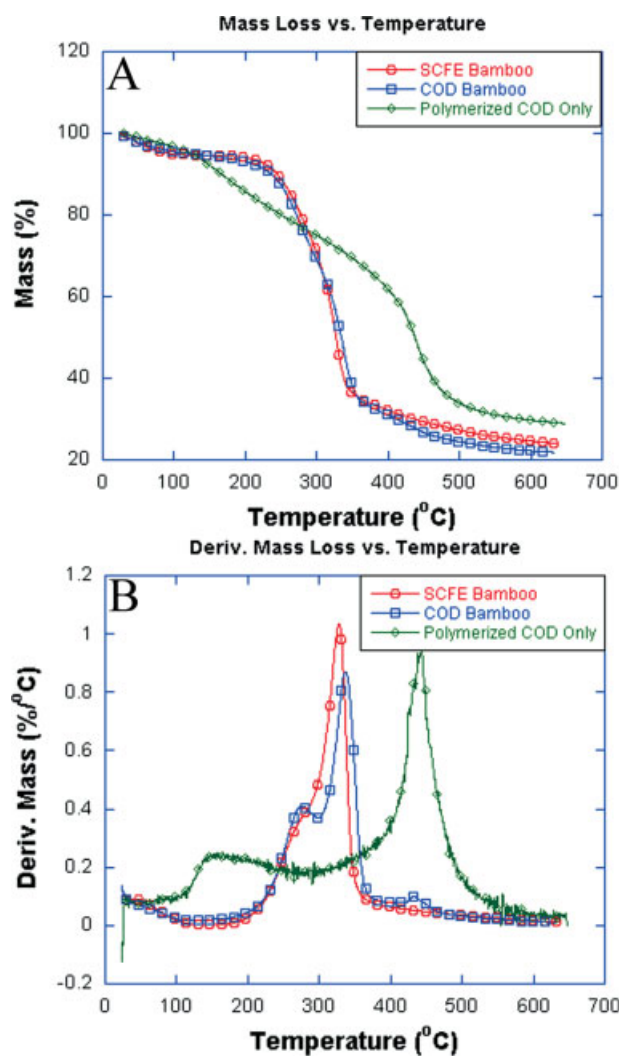 Mass Loss vs. Temperature
A
SCFE Bamboo
COD Bamboo
Polymerized COD Only
120
100
80
60
40
20
Mass (%)
0 100 200 300 400 500 600 700
Temperature (°C)
Deriv. Mass Loss vs. Temperature
B
SCFE Bamboo
COD Bamboo
Polymerized COD Only
1.2
1
0.8
0.6
0.4
0.2
0
-0.2
Deriv. Mass (%/°C)
0 100 200 300 400 500 600 700
Temperature (°C)